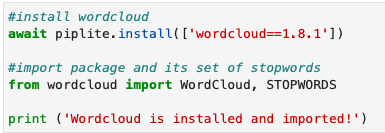 #install wordcloud
await piplite.install(['wordcloud==1.8.1'])
#import package and its set of stopwords
from wordcloud import WordCloud, STOPWORDS
print ('Wordcloud is installed and imported!')